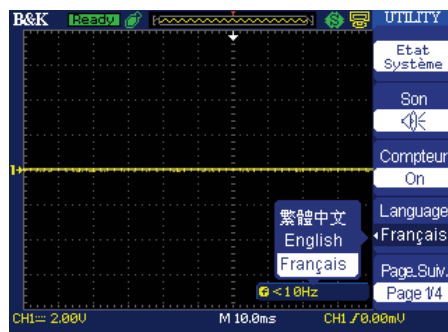 B&K Ready UTILITY
Etat
Système
Son
Compteur
On
Language
Français
Page.Suiv.
Page 1/4
1
繁體中文
English
Français
f <10Hz
CH1 2.00V M 10.0ms CH1 0.00mV